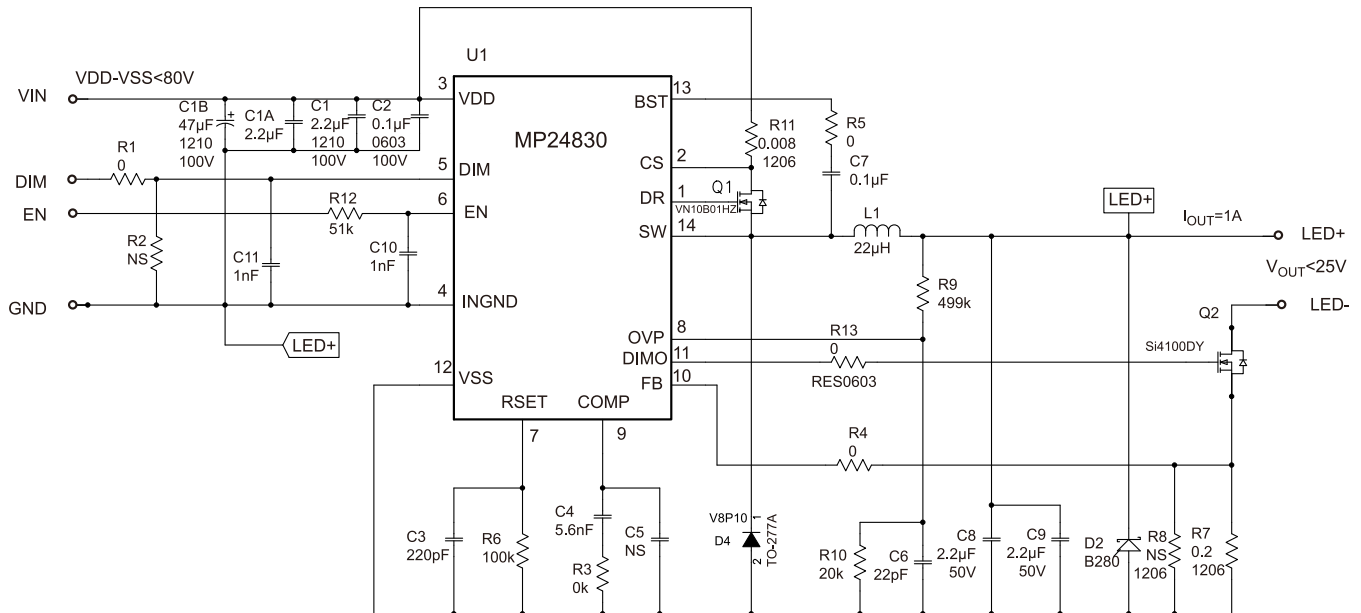 U1
VDD-VSS<80V
VIN
3
VDD
13
BST
C1B
47µF
1210
100V
+
C1A
2.2µF
C1
2.2µF
1210
100V
C2
0.1µF
0603
100V
MP24830
R11
0.008
1206
R5
0
R1
0
CS
2
C7
0.1µF
DIM
5
DIM
DR
1
Q1
VN10B01HZ
EN
R12
51k
6
EN
SW
14
L1
22µH
LED+
IOUT=1A
LED+
R2
NS
C11
1nF
C10
1nF
VOUT<25V
R9
499k
GND
4
INGND
LED-
Q2
LED+
OVP
8
R13
0
RES0603
Si4100DY
DIMO
11
12
VSS
FB
10
RSET
COMP
7
9
R4
0
C3
220pF
R6
100k
C4
5.6nF
R3
0k
C5
NS
V8P10
1
D4
2
TO-277A
R10
20k
C6
22pF
C8
2.2µF
50V
C9
2.2µF
50V
D2
B280
R8
NS
1206
R7
0.2
1206